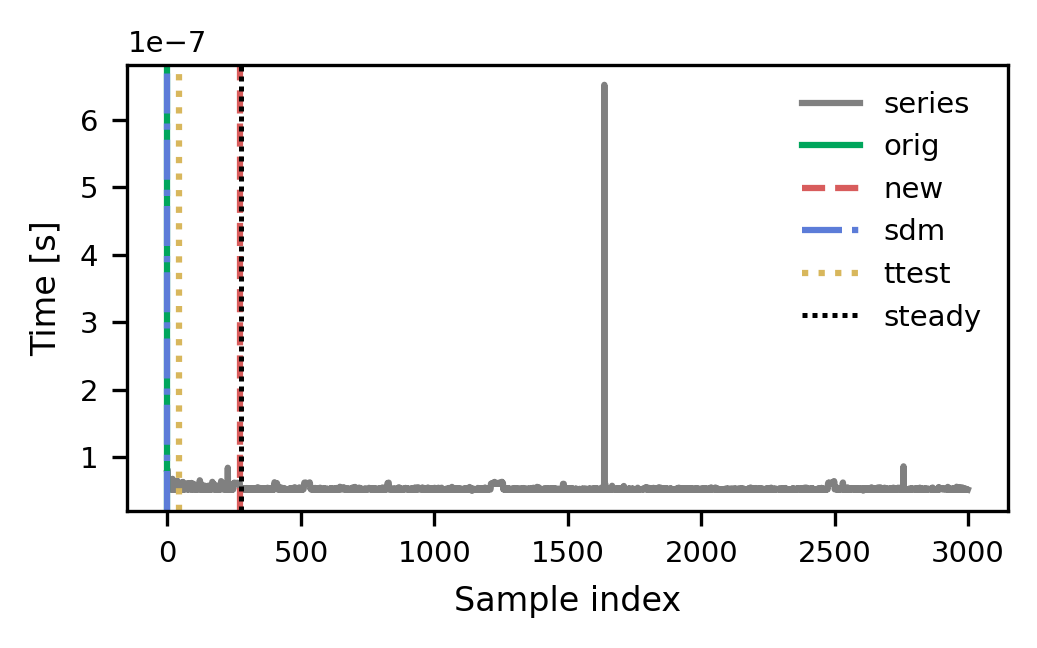 1e−7
6
5
4
3
2
1
Time [s]
series
orig
new
sdm
ttest
steady
0 500 1000 1500 2000 2500 3000
Sample index